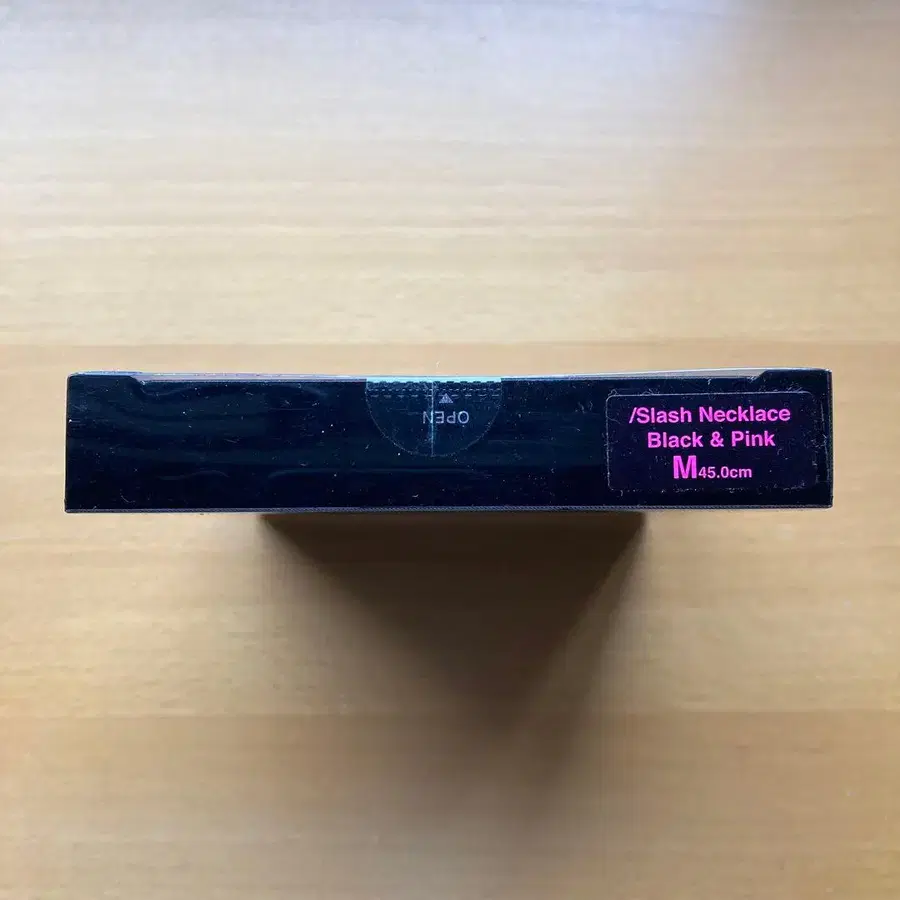 OPEN
/Slash Necklace
Black & Pink
M45.0cm